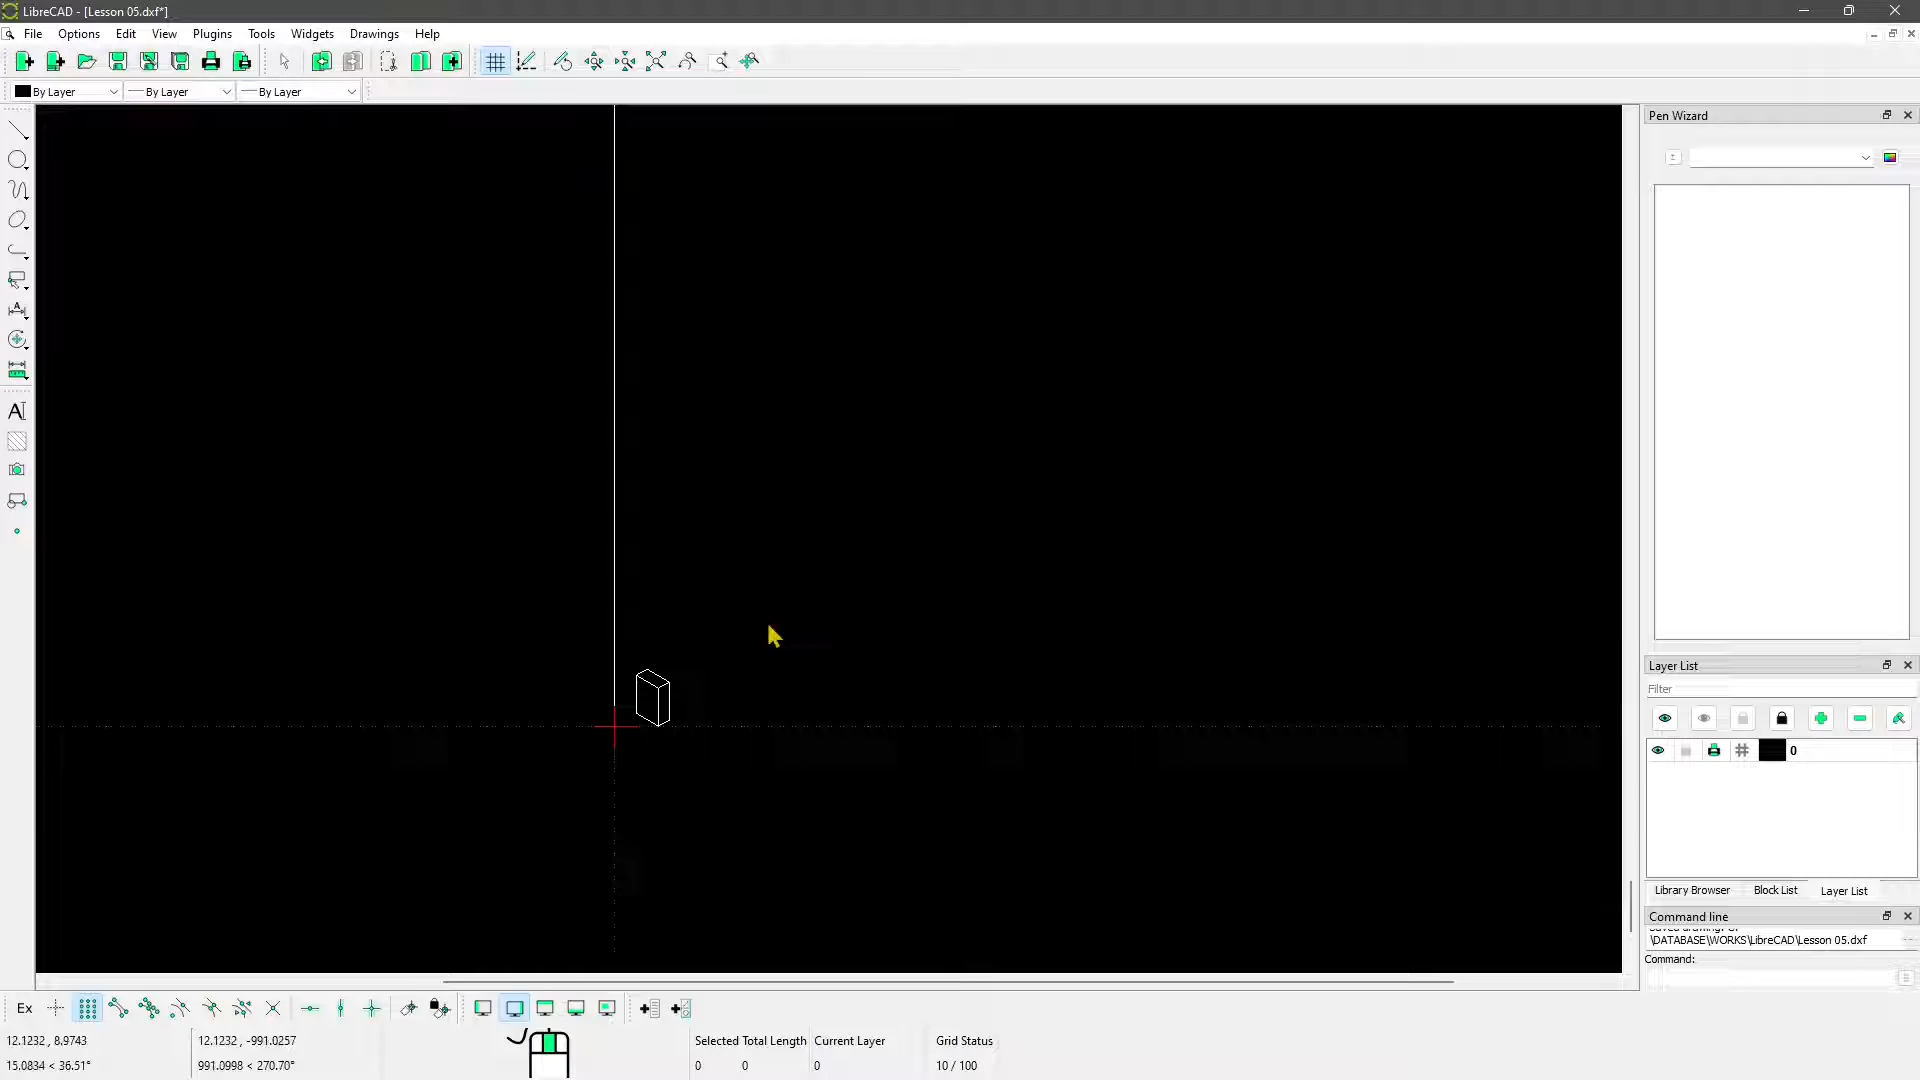 LibreCAD - [Lesson 05.dxf*]
File Options Edit View Plugins Tools Widgets Drawings Help
By Layer By Layer By Layer
Pen Wizard
Layer List
Filter
0
Library Browser Block List Layer List
Command line
\DATABASE\WORKS\LibreCAD\Lesson 05.dxf
Command:
Ex
12.1232 , 8.9743 12.1232 , -991.0257 Selected Total Length Current Layer Grid Status
15.0834 < 36.51° 991.0998 < 270.70° 0 0 0 10 / 100